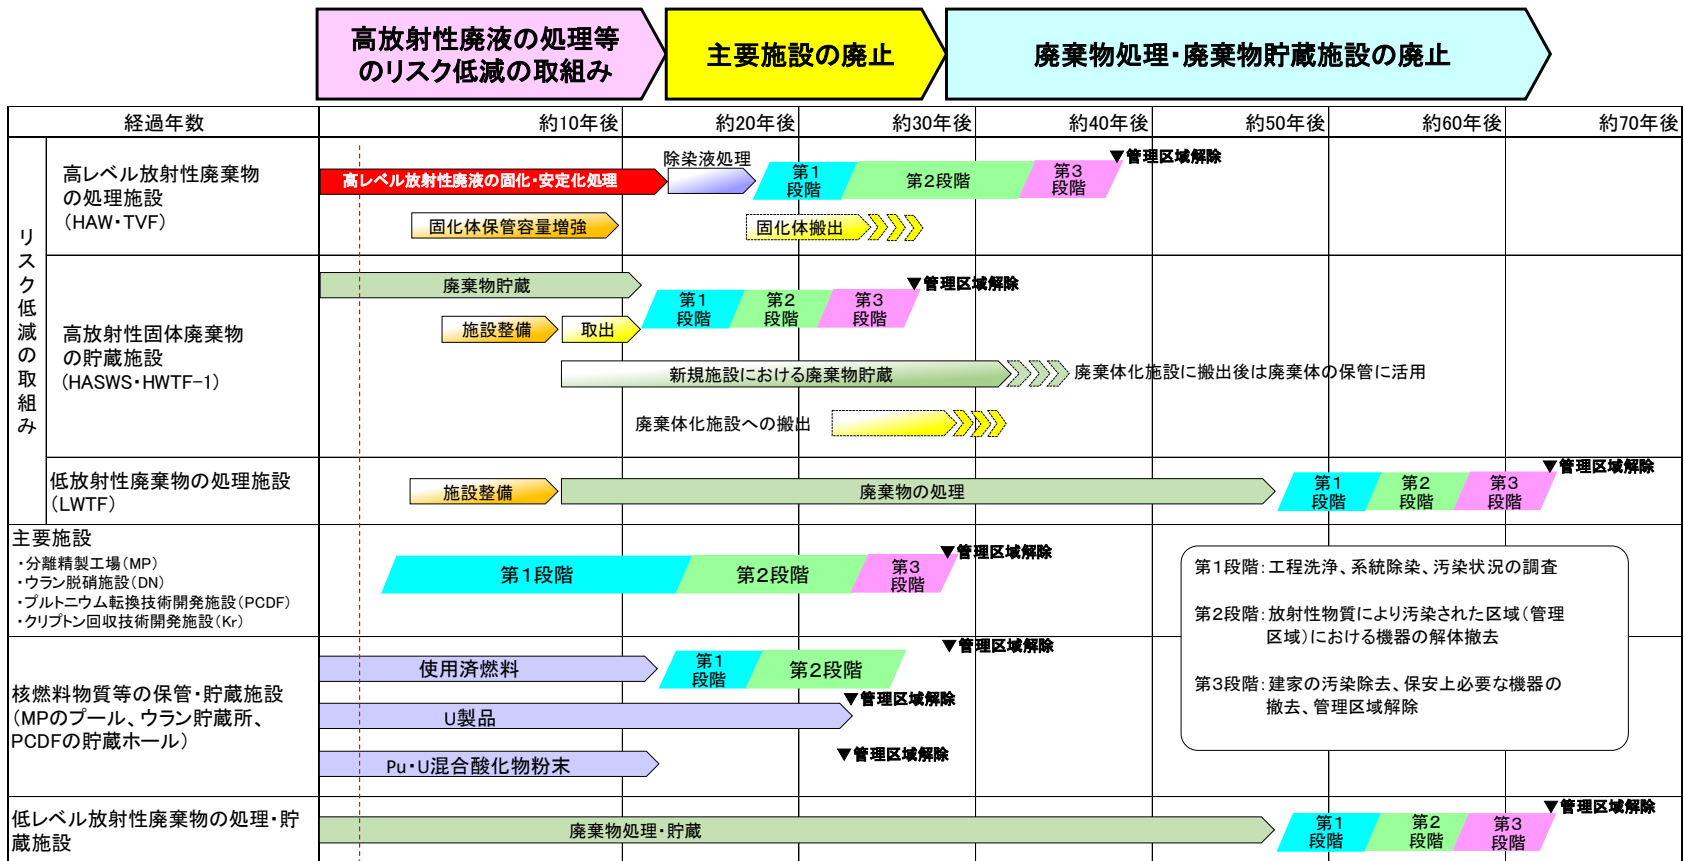 高放射性廃液の処理等
のリスク低減の取組み
主要施設の廃止
廃棄物処理・廃棄物貯蔵施設の廃止
経過年数
約10年後
約20年後
約30年後
約40年後
約50年後
約60年後
約70年後
リスク低減の取組み
高レベル放射性廃棄物
の処理施設
(HAW・TVF)
高レベル放射性廃液の固化・安定化処理
除染液処理
第1
段階
第2段階
第3
段階
▼管理区域解除
固化体保管容量増強
固化体搬出
高放射性固体廃棄物
の貯蔵施設
(HASWS・HWTF-1)
廃棄物貯蔵
第1
段階
第2
段階
第3
段階
▼管理区域解除
施設整備
取出
新規施設における廃棄物貯蔵
廃棄体化施設に搬出後は廃棄体の保管に活用
廃棄体化施設への搬出
低放射性廃棄物の処理施設
(LWTF)
施設整備
廃棄物の処理
第1
段階
第2
段階
第3
段階
▼管理区域解除
主要施設
・分離精製工場(MP)
・ウラン脱硝施設(DN)
・プルトニウム転換技術開発施設(PCDF)
・クリプトン回収技術開発施設(Kr)
第1段階
第2段階
第3
段階
▼管理区域解除
第1段階：工程洗浄、系統除染、汚染状況の調査
第2段階：放射性物質により汚染された区域(管理
区域)における機器の解体撤去
第3段階：建家の汚染除去、保安上必要な機器の
撤去、管理区域解除
核燃料物質等の保管・貯蔵施設
(MPのプール、ウラン貯蔵所、
PCDFの貯蔵ホール)
使用済燃料
第1
段階
第2段階
▼管理区域解除
U製品
▼管理区域解除
Pu・U混合酸化物粉末
▼管理区域解除
低レベル放射性廃棄物の処理・貯
蔵施設
廃棄物処理・貯蔵
第1
段階
第2
段階
第3
段階
▼管理区域解除